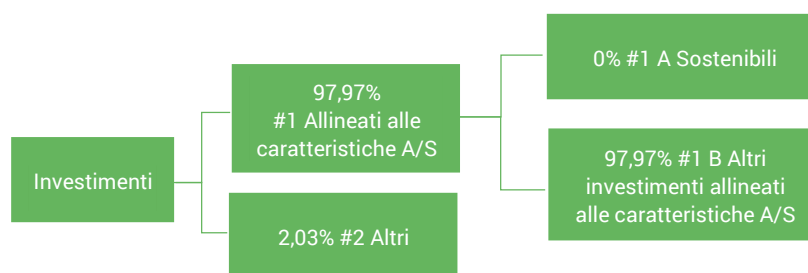 Investimenti
97,97%
#1 Allineati alle
caratteristiche A/S
2,03% #2 Altri
0% #1 A Sostenibili
97,97% #1 B Altri
investimenti allineati
alle caratteristiche A/S